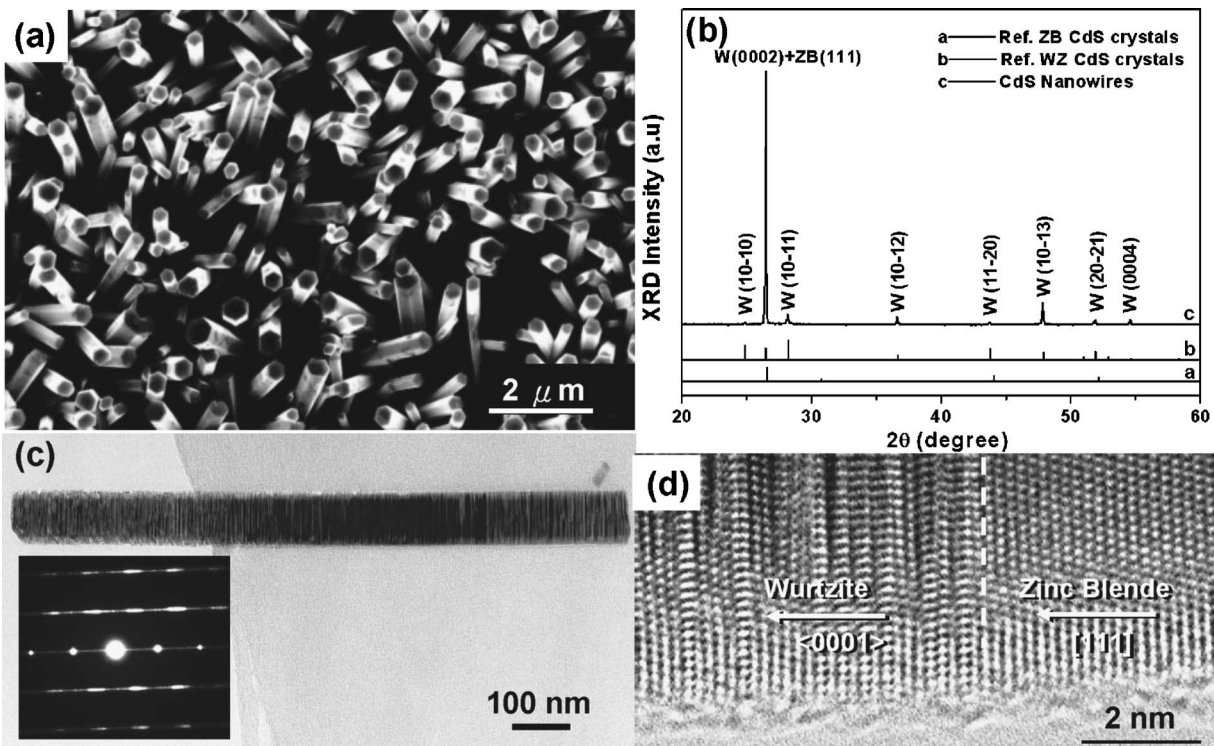 (a)
2 μm
(b)
a — Ref. ZB CdS crystals
b — Ref. WZ CdS crystals
c — CdS Nanowires
W(0002)+ZB(111)
W (10-10)
W (10-11)
W (10-12)
W (11-20)
W (10-13)
W (20-21)
W (0004)
c
b
a
XRD Intensity (a.u)
20 30 40 50 60
2θ (degree)
(c)
100 nm
(d)
Wurtzite
<0001>
Zinc Blende
[111]
2 nm